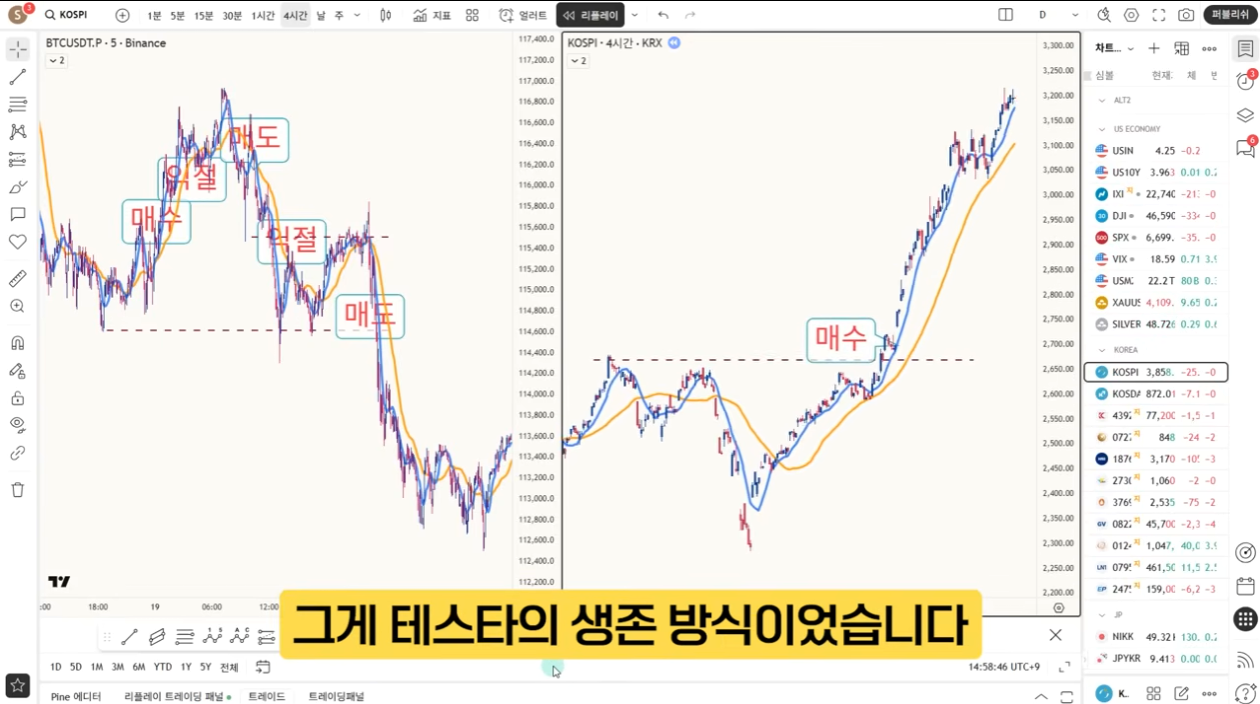 S 3 KOSPI 1분 5분 15분 30분 1시간 4시간 날 주 지표 얼러트 리플레이 D 퍼블리쉬
BTCUSDT.P · 5 · Binance
2
매수
익절
매도
익절
매도
117,400.0
117,200.0
117,000.0
116,800.0
116,600.0
116,400.0
116,200.0
116,000.0
115,800.0
115,600.0
115,400.0
115,200.0
115,000.0
114,800.0
114,600.0
114,400.0
114,200.0
114,000.0
113,800.0
113,600.0
113,400.0
113,200.0
113,000.0
112,800.0
112,600.0
112,400.0
112,200.0
:00 18:00 19 06:00 12:00
KOSPI · 4시간 · KRX
2
매수
3,300.00
3,250.00
3,200.00
3,150.00
3,100.00
3,050.00
3,000.00
2,950.00
2,900.00
2,850.00
2,800.00
2,750.00
2,700.00
2,650.00
2,600.00
2,550.00
2,500.00
2,450.00
2,400.00
2,350.00
2,300.00
2,250.00
2,200.00
차트...
심볼 현재
ALT2
US ECONOMY
USIN 4.25 -0.2
US10Y 3.963 0.01
IXI 22,740 -213 -0
DJI 46,590 -334 -0
SPX 6,699. -35. -0
VIX 18.59 0.71 3.9
USM 22.2 T 80 B
XAUUS 4,109. 9.65 0.2
SILVER 48.726 0.29 0.6
KOREA
KOSPI 3,858. -25. -0
KOSDA 872.01 -7.1 -0
439 77,200 -1,5 -1
072 848 -24 -2
187 3,170 -10 -3
2730 1,060 -2 -0
376 2,535 -75 -2
082 45,700 -2,3 -4
012 1,047, 40,0 3.9
079 461,50 11,5 2.5
247 159,00 -6,2 -3
JP
NIKK 49,321 130. 0.2
JPYKR 9.413 0.00
3
6
그게 테스타의 생존 방식이었습니다
1D 5D 1M 3M 6M YTD 1Y 5Y 전체 14:58:46 UTC+9
Pine 에디터 리플레이 트레이딩 패널 트레이드 트레이딩패널
K..